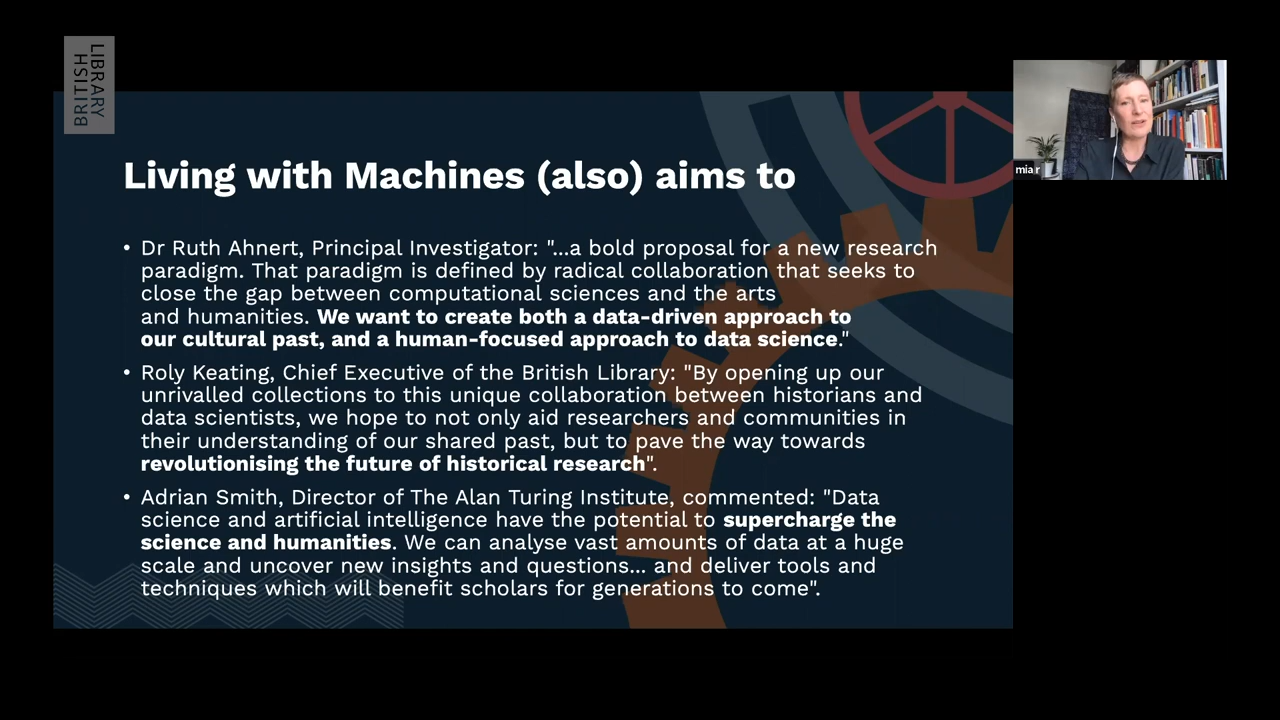 BRITISH
LIBRARY
Living with Machines (also) aims to
• Dr Ruth Ahnert, Principal Investigator: "...a bold proposal for a new research
paradigm. That paradigm is defined by radical collaboration that seeks to
close the gap between computational sciences and the arts
and humanities. We want to create both a data-driven approach to
our cultural past, and a human-focused approach to data science."
• Roly Keating, Chief Executive of the British Library: "By opening up our
unrivalled collections to this unique collaboration between historians and
data scientists, we hope to not only aid researchers and communities in
their understanding of our shared past, but to pave the way towards
revolutionising the future of historical research".
• Adrian Smith, Director of The Alan Turing Institute, commented: "Data
science and artificial intelligence have the potential to supercharge the
science and humanities. We can analyse vast amounts of data at a huge
scale and uncover new insights and questions... and deliver tools and
techniques which will benefit scholars for generations to come".